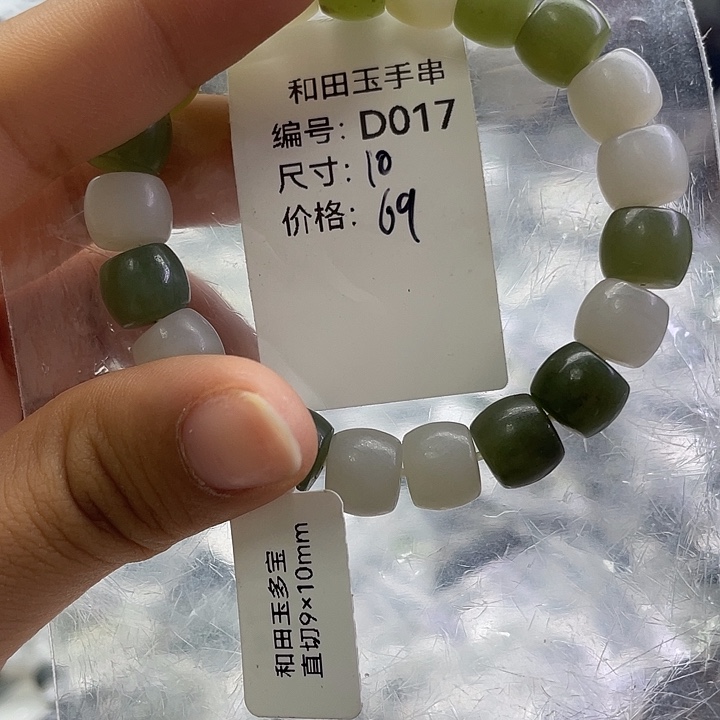 和田玉手串
编号：D017
尺寸：10
价格：69
和田玉多宝
直切9×10mm